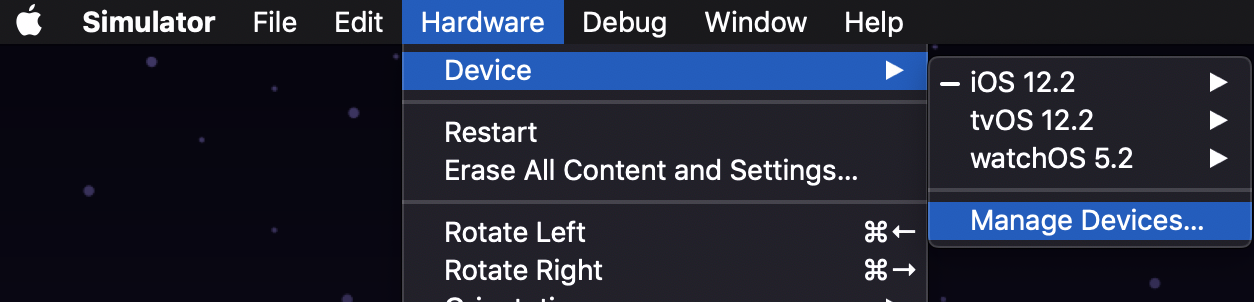 Simulator File Edit Hardware Debug Window Help
Device
iOS 12.2
tvOS 12.2
watchOS 5.2
Manage Devices...
Restart
Erase All Content and Settings...
Rotate Left ⌘←
Rotate Right ⌘→